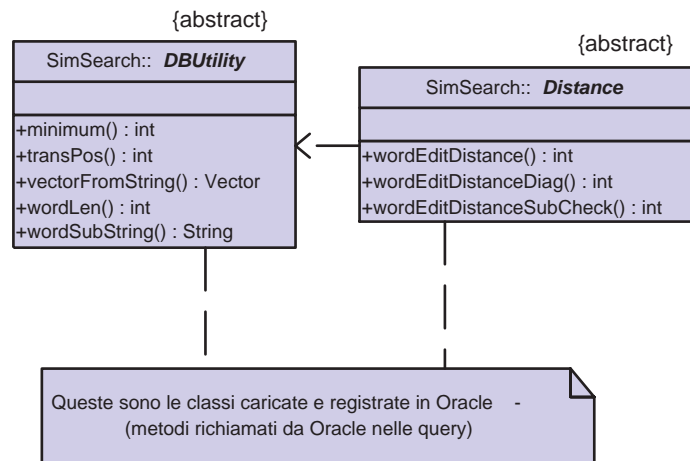 {abstract}
SimSearch:: DBUtility
+minimum() : int
+transPos() : int
+vectorFromString() : Vector
+wordLen() : int
+wordSubString() : String
{abstract}
SimSearch:: Distance
+wordEditDistance() : int
+wordEditDistanceDiag() : int
+wordEditDistanceSubCheck() : int
Queste sono le classi caricate e registrate in Oracle -
(metodi richiamati da Oracle nelle query)